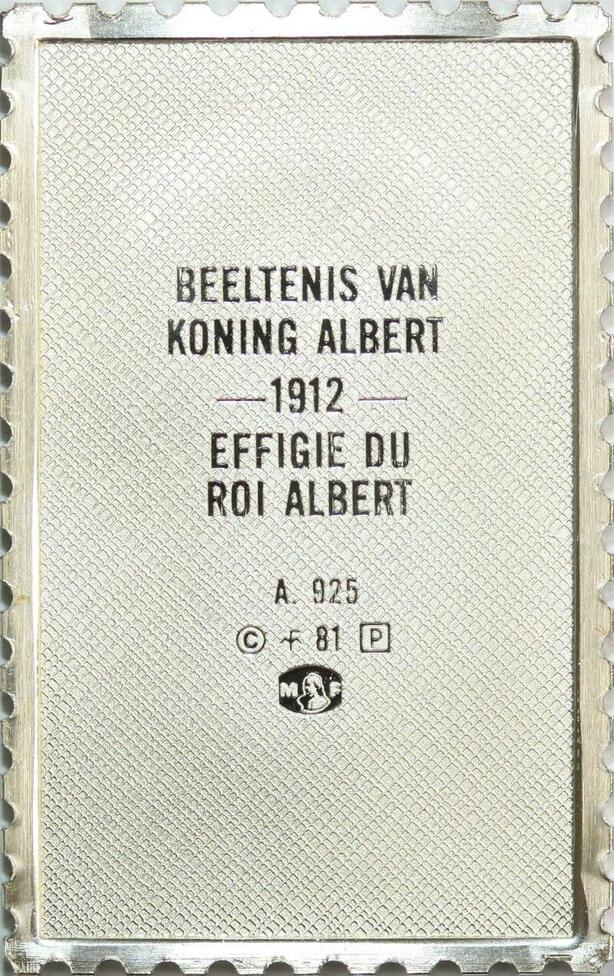 BEELTENIS VAN
KONING ALBERT
—1912—
EFFIGIE DU
ROI ALBERT
A. 925
© F 81 P
M F